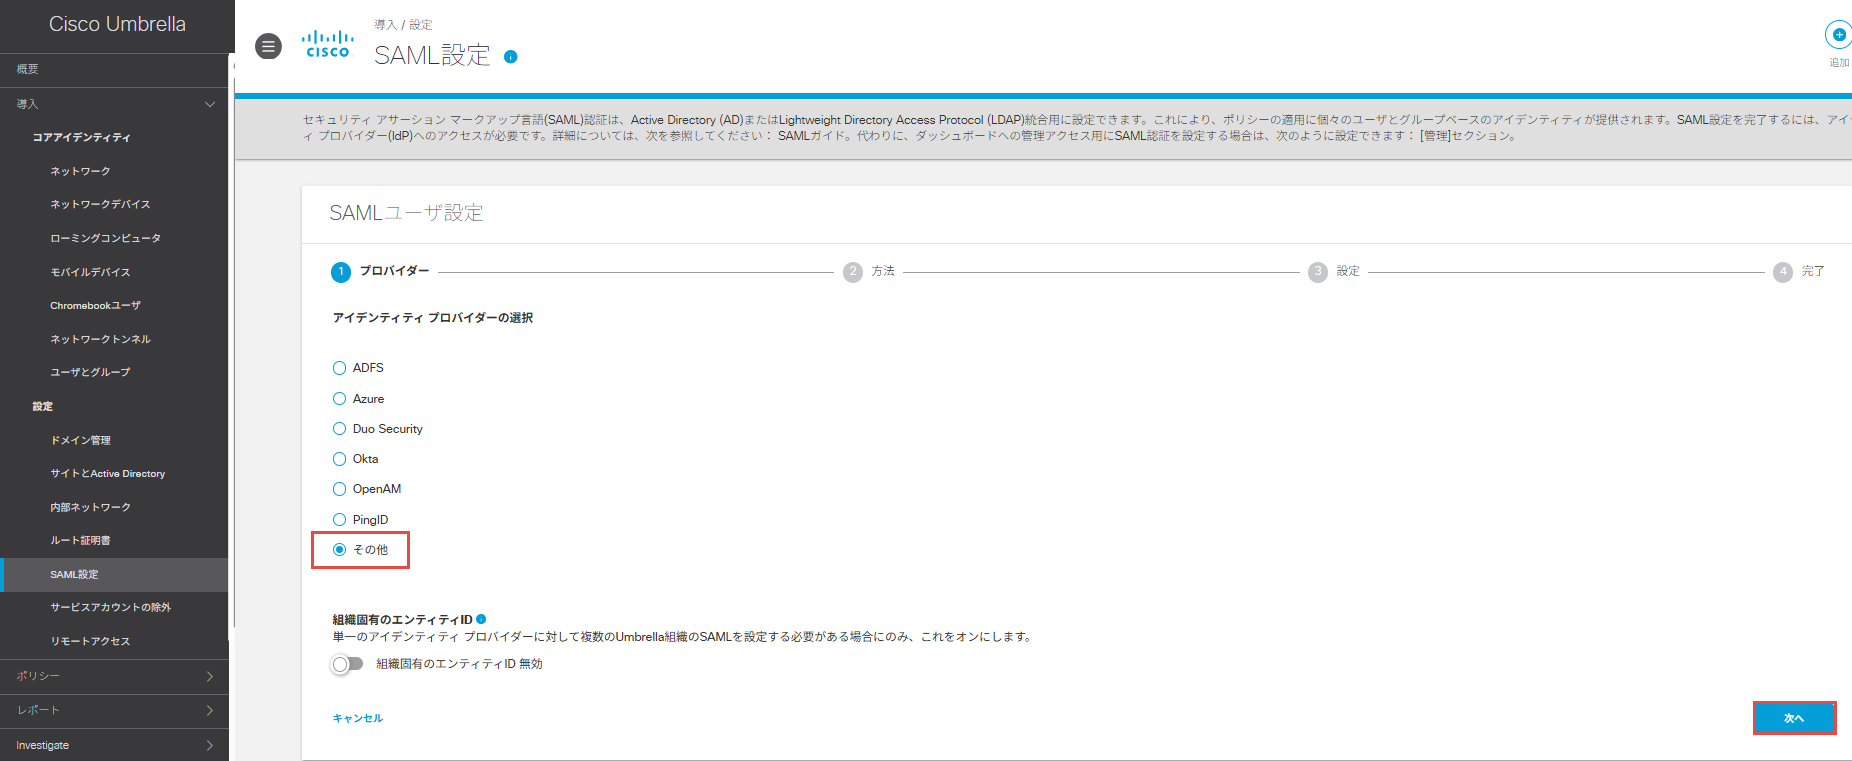 Cisco Umbrella
概要
導入
コアアイデンティティ
ネットワーク
ネットワークデバイス
ローミングコンピュータ
モバイルデバイス
Chromebookユーザ
ネットワークトンネル
ユーザとグループ
設定
ドメイン管理
サイトとActive Directory
内部ネットワーク
ルート証明書
SAML設定
サービスアカウントの除外
リモートアクセス
ポリシー
レポート
Investigate
CISCO
導入 / 設定
SAML設定
追加
セキュリティ アサーション マークアップ言語(SAML)認証は、Active Directory (AD)またはLightweight Directory Access Protocol (LDAP)統合用に設定できます。これにより、ポリシーの適用に個々のユーザとグループベースのアイデンティティが提供されます。SAML設定を完了するには、アイ
ィ プロバイダー(IdP)へのアクセスが必要です。詳細については、次を参照してください： SAMLガイド。代わりに、ダッシュボードへの管理アクセス用にSAML認証を設定する場合は、次のように設定できます： [管理]セクション。
SAMLユーザ設定
1 プロバイダー
2 方法
3 設定
4 完了
アイデンティティ プロバイダーの選択
ADFS
Azure
Duo Security
Okta
OpenAM
PingID
その他
組織固有のエンティティID
単一のアイデンティティ プロバイダーに対して複数のUmbrella組織のSAMLを設定する必要がある場合にのみ、これをオンにします。
組織固有のエンティティID 無効
キャンセル
次へ